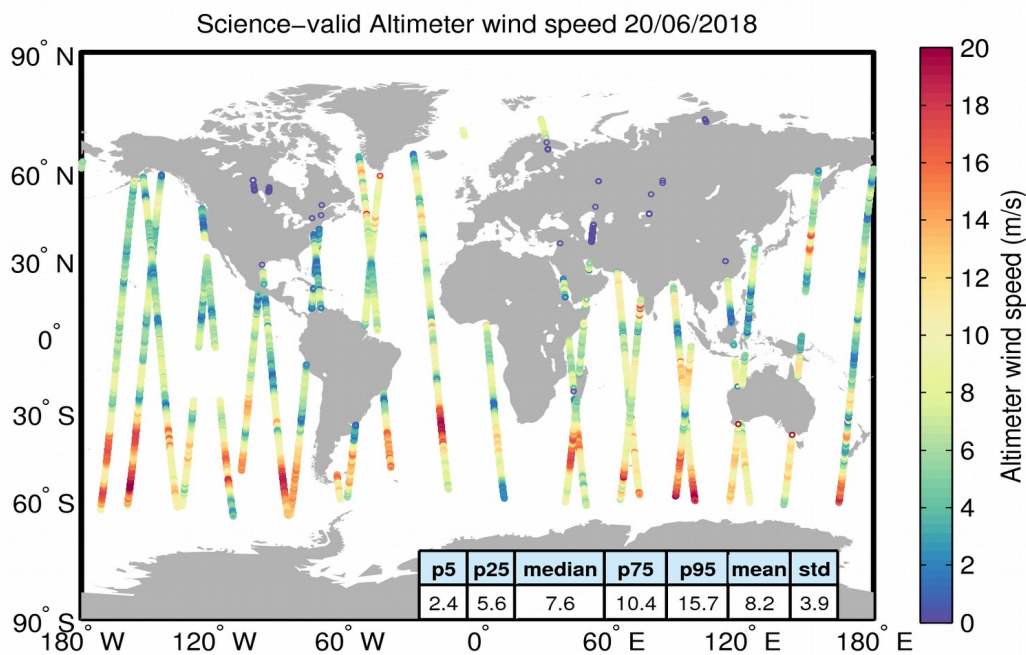 Science−valid Altimeter wind speed 20/06/2018
90° N
60° N
30° N
0°
30° S
60° S
90° S
180° W
120° W
60° W
0°
60° E
120° E
180° E
p5 p25 median p75 p95 mean std
2.4 5.6 7.6 10.4 15.7 8.2 3.9
20
18
16
14
12
10
8
6
4
2
0
Altimeter wind speed (m/s)